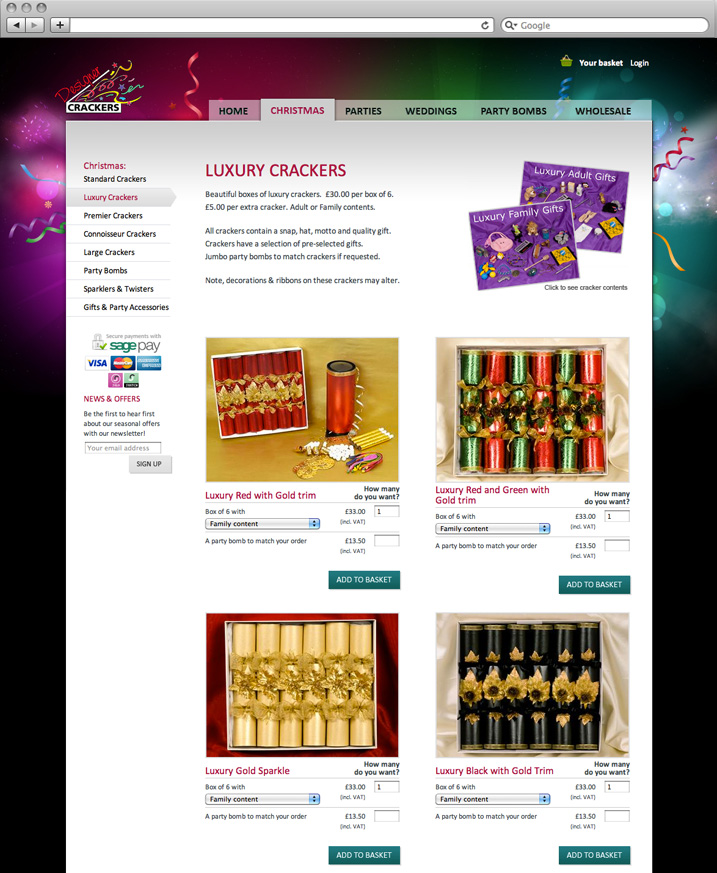 Google
Designer
CRACKERS
Your basket Login
HOME CHRISTMAS PARTIES WEDDINGS PARTY BOMBS WHOLESALE
Christmas:
Standard Crackers
Luxury Crackers
Premier Crackers
Connoisseur Crackers
Large Crackers
Party Bombs
Sparklers & Twisters
Gifts & Party Accessories
Secure payments with
sage pay
VISA MasterCard
NEWS & OFFERS
Be the first to hear first
about our seasonal offers
with our newsletter!
Your email address
SIGN UP
LUXURY CRACKERS
Beautiful boxes of luxury crackers. £30.00 per box of 6.
£5.00 per extra cracker. Adult or Family contents.
All crackers contain a snap, hat, motto and quality gift.
Crackers have a selection of pre-selected gifts.
Jumbo party bombs to match crackers if requested.
Note, decorations & ribbons on these crackers may alter.
Luxury Adult Gifts
Luxury Family Gifts
Click to see cracker contents
Luxury Red with Gold trim
How many
do you want?
Box of 6 with £33.00 1
Family content (incl. VAT)
A party bomb to match your order £13.50
(incl. VAT)
ADD TO BASKET
Luxury Red and Green with
Gold trim
How many
do you want?
Box of 6 with £33.00 1
Family content (incl. VAT)
A party bomb to match your order £13.50
(incl. VAT)
ADD TO BASKET
Luxury Gold Sparkle
How many
do you want?
Box of 6 with £33.00 1
Family content (incl. VAT)
A party bomb to match your order £13.50
(incl. VAT)
ADD TO BASKET
Luxury Black with Gold Trim
How many
do you want?
Box of 6 with £33.00 1
Family content (incl. VAT)
A party bomb to match your order £13.50
(incl. VAT)
ADD TO BASKET